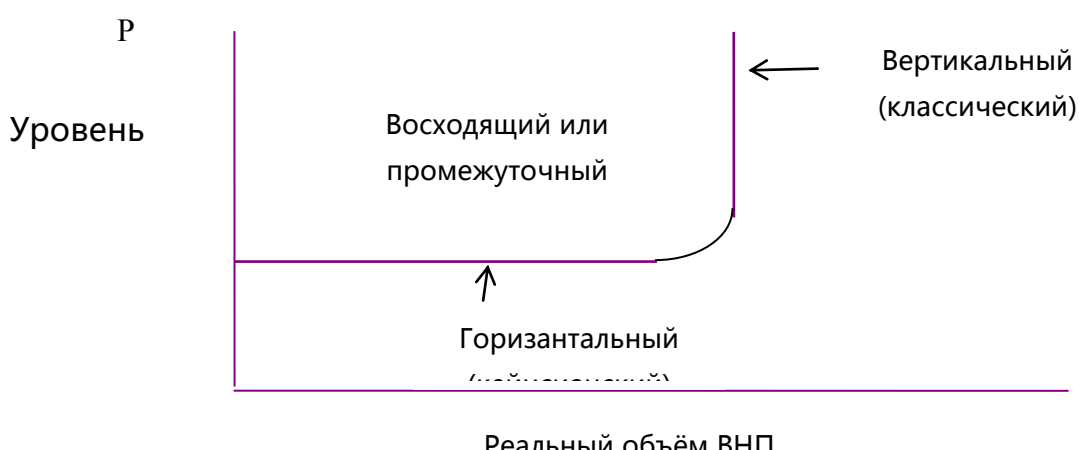 P
Вертикальный
(классический)
Уровень
Восходящий или
промежуточный
Горизантальный
Реальный объём ВНП